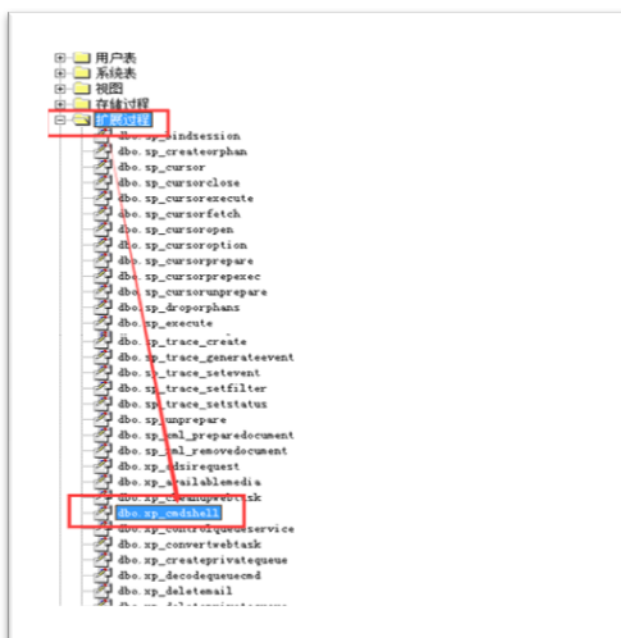 用户表
系统表
视图
存储过程
扩展过程
dbo.sp_bindsession
dbo.sp_createorphan
dbo.sp_cursor
dbo.sp_cursorclose
dbo.sp_cursorexecute
dbo.sp_cursorfetch
dbo.sp_cursoropen
dbo.sp_cursoroption
dbo.sp_cursorprepare
dbo.sp_cursorprepexec
dbo.sp_cursorunprepare
dbo.sp_droporphans
dbo.sp_execute
dbo.sp_trace_create
dbo.sp_trace_generateevent
dbo.sp_trace_setevent
dbo.sp_trace_setfilter
dbo.sp_trace_setstatus
dbo.sp_unprepare
dbo.sp_xml_preparedocument
dbo.sp_xml_removedocument
dbo.xp_adsirequest
dbo.xp_availablemedia
dbo.xp_cleanupwebtask
dbo.xp_cmdshell
dbo.xp_controlqueueservice
dbo.xp_convertwebtask
dbo.xp_createprivatequeue
dbo.xp_decodequeuecmd
dbo.xp_deletemail